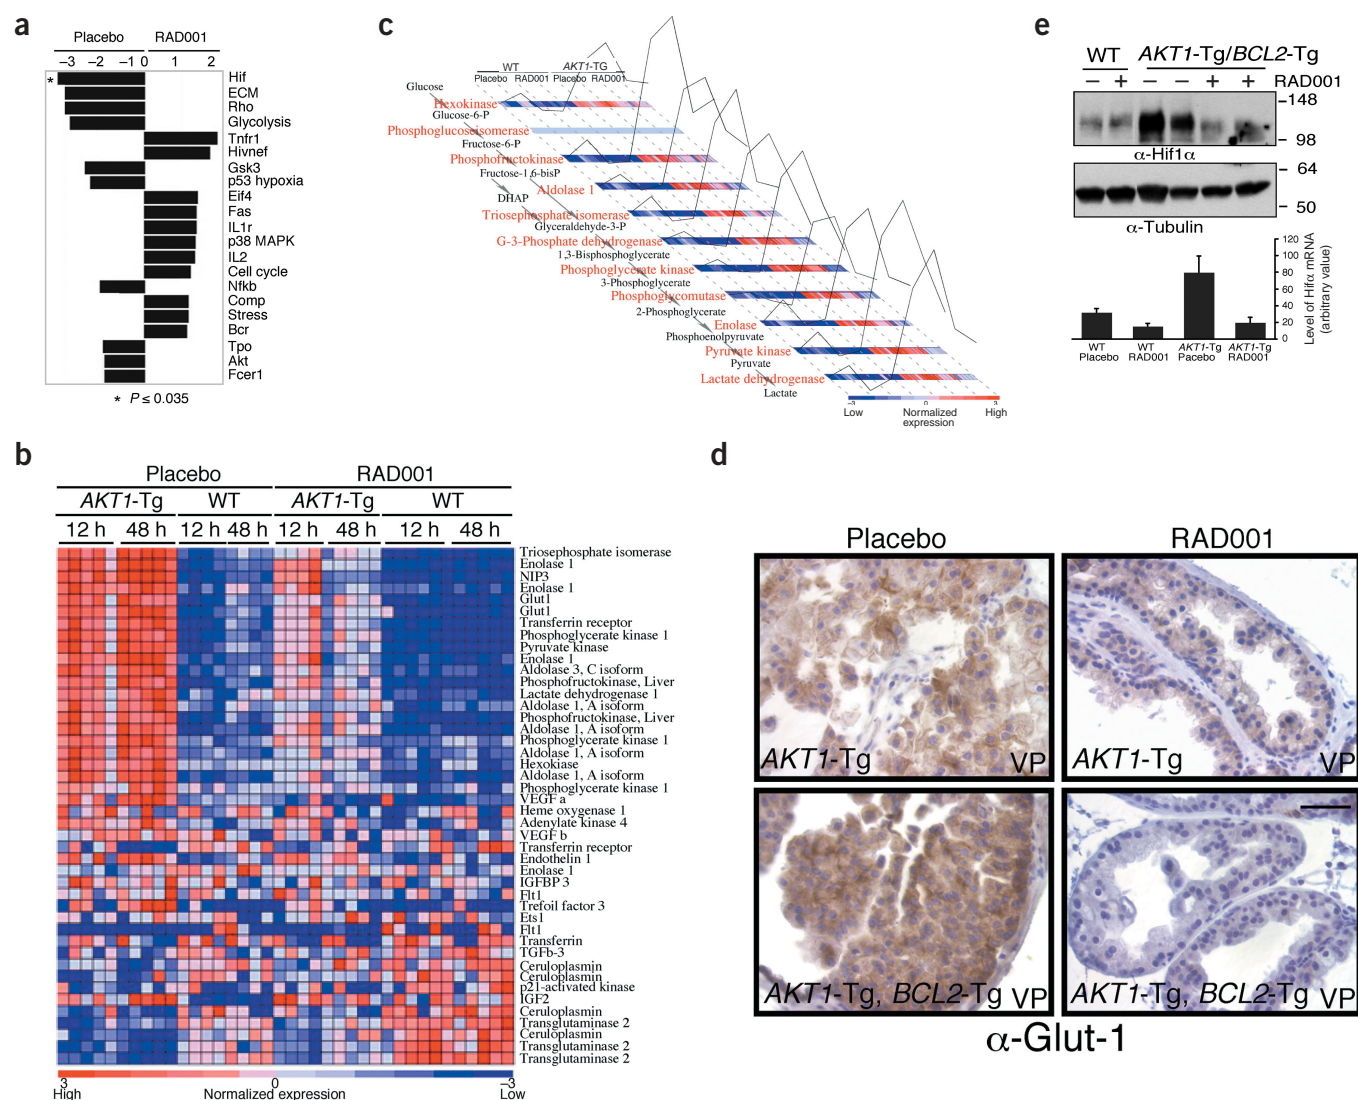 a
Placebo RAD001
−3 −2 −1 0 1 2
*
Hif
ECM
Rho
Glycolysis
Tnfr1
Hivnef
Gsk3
p53 hypoxia
Eif4
Fas
IL1r
p38 MAPK
IL2
Cell cycle
Nfkb
Comp
Stress
Bcr
Tpo
Akt
Fcer1
* P ≤ 0.035
c
WT AKT1-TG
Placebo RAD001 Placebo RAD001
Glucose
Hexokinase
Glucose-6-P
Phosphoglucoseisomerase
Fructose-6-P
Phosphofructokinase
Fructose-1,6-bisP
Aldolase 1
DHAP
Triosephosphate isomerase
Glyceraldehyde-3-P
G-3-Phosphate dehydrogenase
1,3-Bisphosphoglycerate
Phosphoglycerate kinase
3-Phosphoglycerate
Phosphoglycomutase
2-Phosphoglycerate
Enolase
Phosphoenolpyruvate
Pyruvate kinase
Pyruvate
Lactate dehydrogenase
Lactate
−3 0 3
Low Normalized High
expression
e
WT AKT1-Tg/BCL2-Tg
− + − − + + RAD001
148
98
α-Hif1α
64
50
α-Tubulin
120
100
80
60
40
20
0
Level of Hifα mRNA
(arbitrary value)
WT WT AKT1-Tg AKT1-Tg
Placebo RAD001 Placebo RAD001
b
Placebo RAD001
AKT1-Tg WT AKT1-Tg WT
12 h 48 h 12 h 48 h 12 h 48 h 12 h 48 h
Triosephosphate isomerase
Enolase 1
NIP3
Enolase 1
Glut1
Glut1
Transferrin receptor
Phosphoglycerate kinase 1
Pyruvate kinase
Enolase 1
Aldolase 3, C isoform
Phosphofructokinase, Liver
Lactate dehydrogenase 1
Aldolase 1, A isoform
Phosphofructokinase, Liver
Aldolase 1, A isoform
Phosphoglycerate kinase 1
Aldolase 1, A isoform
Hexokiase
Aldolase 1, A isoform
Phosphoglycerate kinase 1
VEGF a
Heme oxygenase 1
Adenylate kinase 4
VEGF b
Transferrin receptor
Endothelin 1
Enolase 1
IGFBP 3
Flt1
Trefoil factor 3
Ets1
Flt1
Transferrin
TGFb-3
Ceruloplasmin
Ceruloplasmin
p21-activated kinase
IGF2
Ceruloplasmin
Transglutaminase 2
Ceruloplasmin
Transglutaminase 2
Transglutaminase 2
3 0 −3
High Normalized expression Low
d
Placebo RAD001
AKT1-Tg VP AKT1-Tg VP
AKT1-Tg, BCL2-Tg VP AKT1-Tg, BCL2-Tg VP
α-Glut-1